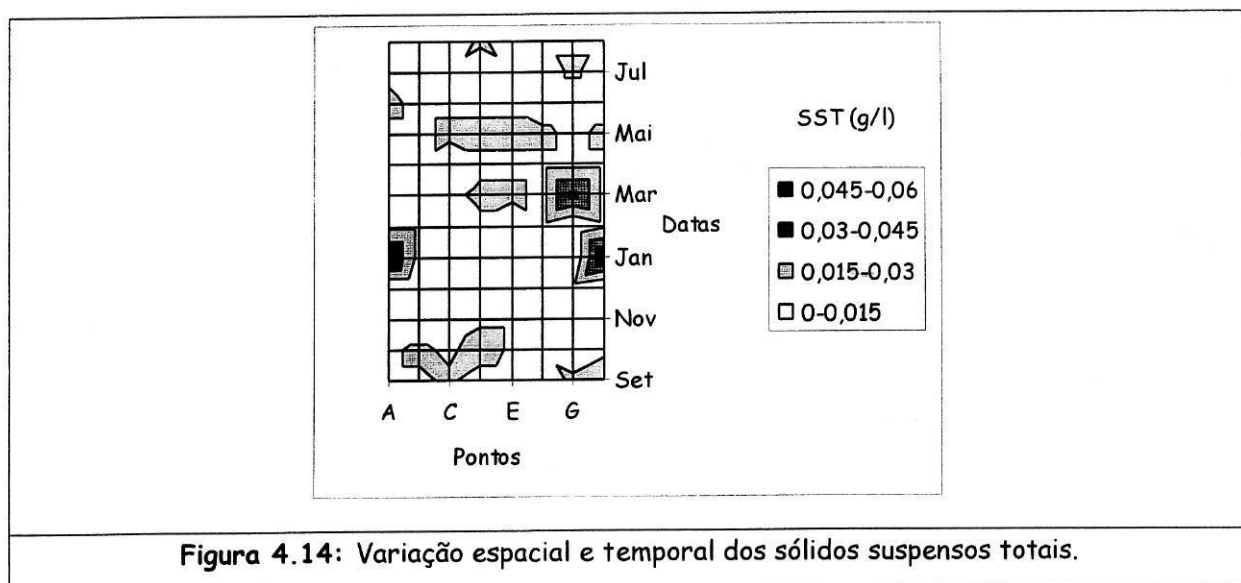 Jul
Mai
Mar
Jan
Nov
Set
Datas
A C E G
Pontos
SST (g/l)
0,045-0,06
0,03-0,045
0,015-0,03
0-0,015
Figura 4.14: Variação espacial e temporal dos sólidos suspensos totais.